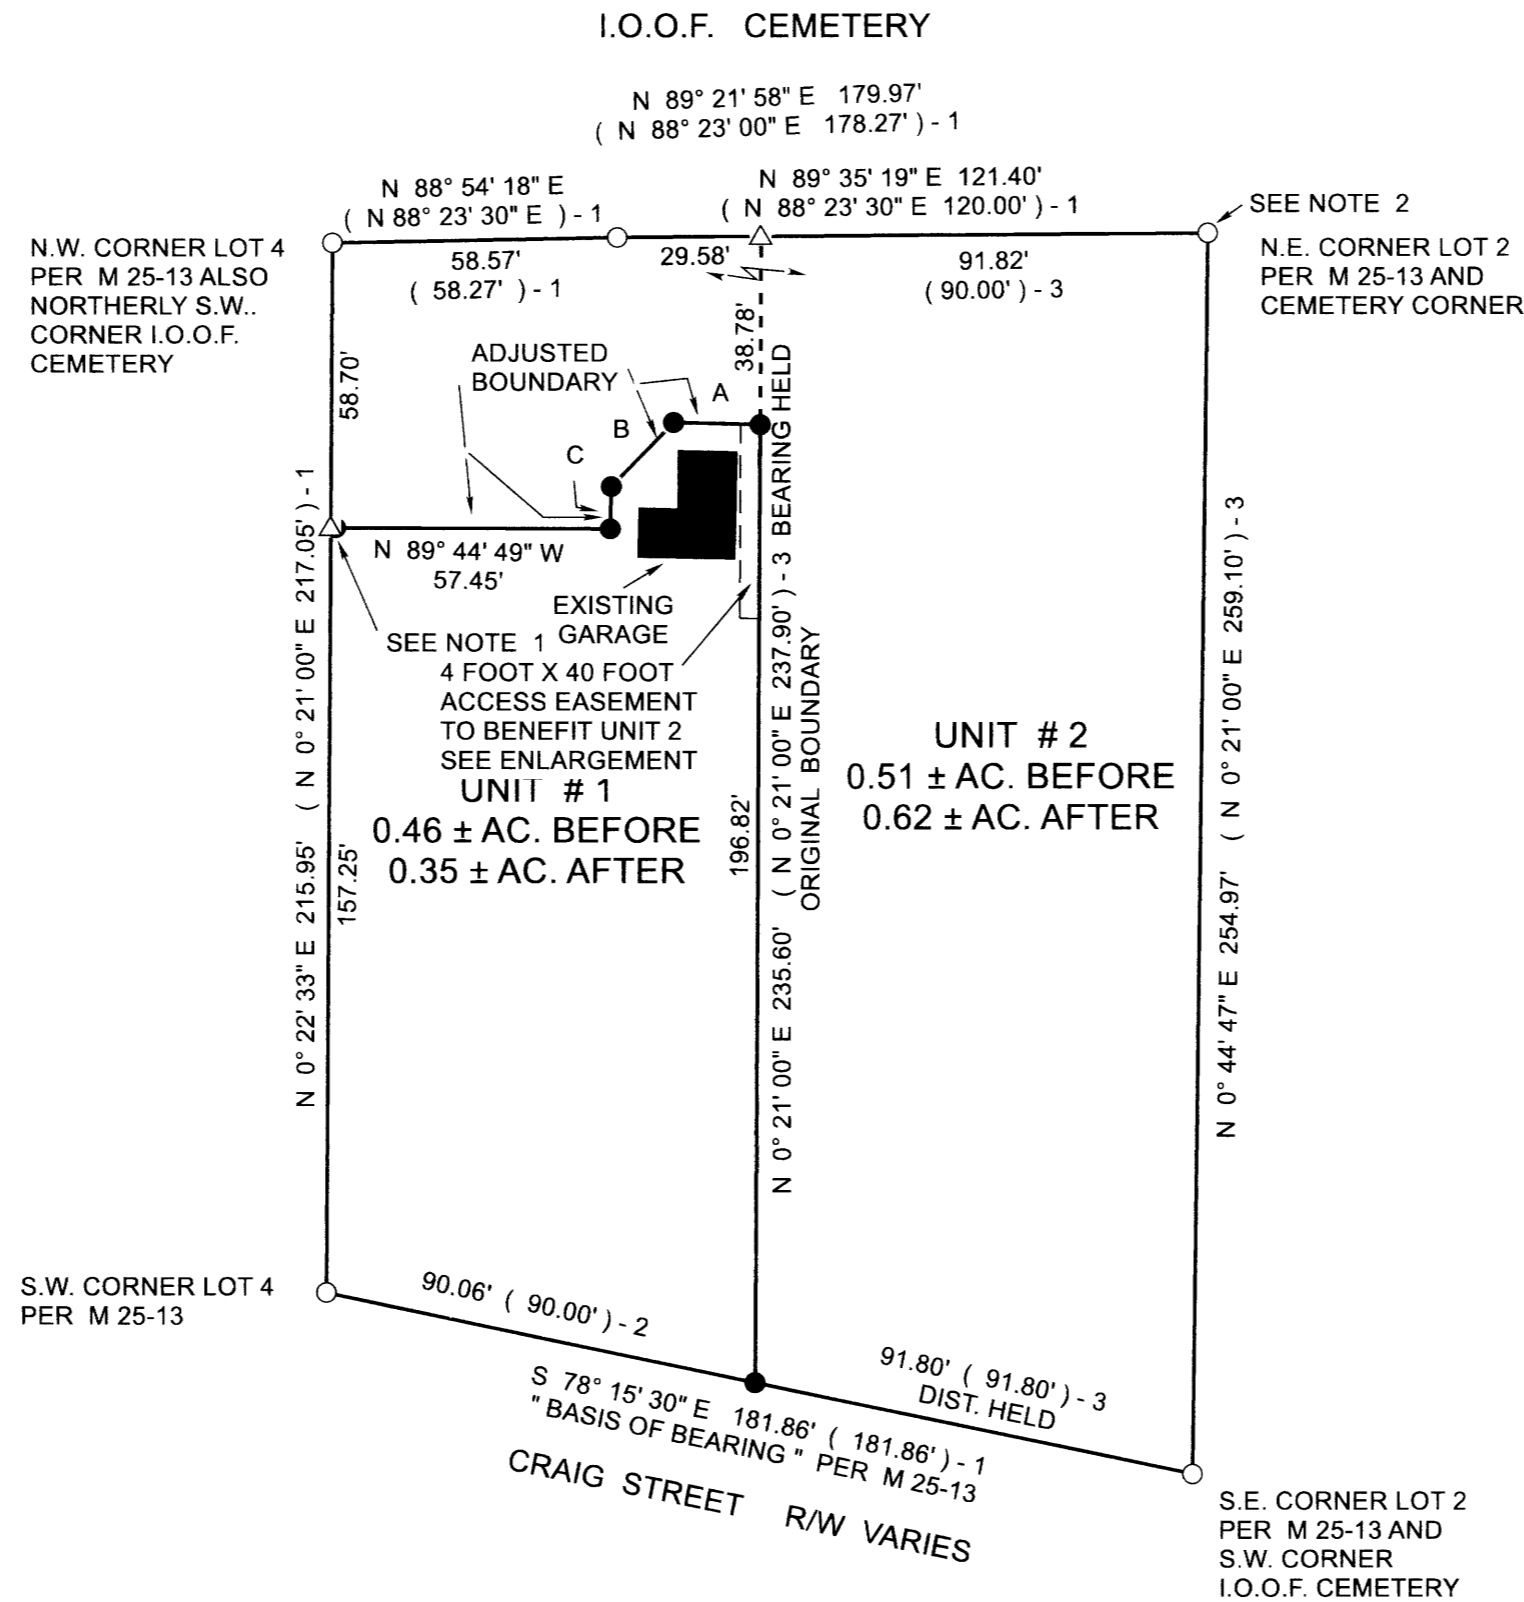 I.O.O.F. CEMETERY
N 89° 21' 58" E 179.97'
( N 88° 23' 00" E 178.27' ) - 1
N 88° 54' 18" E
( N 88° 23' 30" E ) - 1
N 89° 35' 19" E 121.40'
( N 88° 23' 30" E 120.00' ) - 1
SEE NOTE 2
N.W. CORNER LOT 4
PER M 25-13 ALSO
NORTHERLY S.W..
CORNER I.O.O.F.
CEMETERY
58.57'
( 58.27' ) - 1
29.58'
91.82'
( 90.00' ) - 3
N.E. CORNER LOT 2
PER M 25-13 AND
CEMETERY CORNER
58.70'
ADJUSTED
BOUNDARY
A
B
C
38.78'
N 89° 44' 49" W
57.45'
EXISTING
GARAGE
SEE NOTE 1
4 FOOT X 40 FOOT
ACCESS EASEMENT
TO BENEFIT UNIT 2
SEE ENLARGEMENT
UNIT # 1
0.46 ± AC. BEFORE
0.35 ± AC. AFTER
UNIT # 2
0.51 ± AC. BEFORE
0.62 ± AC. AFTER
N 0° 22' 33" E 215.95' ( N 0° 21' 00" E 217.05' ) - 1
157.25'
196.82'
N 0° 21' 00" E 235.60' ( N 0° 21' 00" E 237.90' ) - 3 BEARING HELD
ORIGINAL BOUNDARY
N 0° 44' 47" E 254.97' ( N 0° 21' 00" E 259.10' ) - 3
S.W. CORNER LOT 4
PER M 25-13
90.06' ( 90.00' ) - 2
91.80' ( 91.80' ) - 3
DIST. HELD
S 78° 15' 30" E 181.86' ( 181.86' ) - 1
" BASIS OF BEARING " PER M 25-13
CRAIG STREET R/W VARIES
S.E. CORNER LOT 2
PER M 25-13 AND
S.W. CORNER
I.O.O.F. CEMETERY